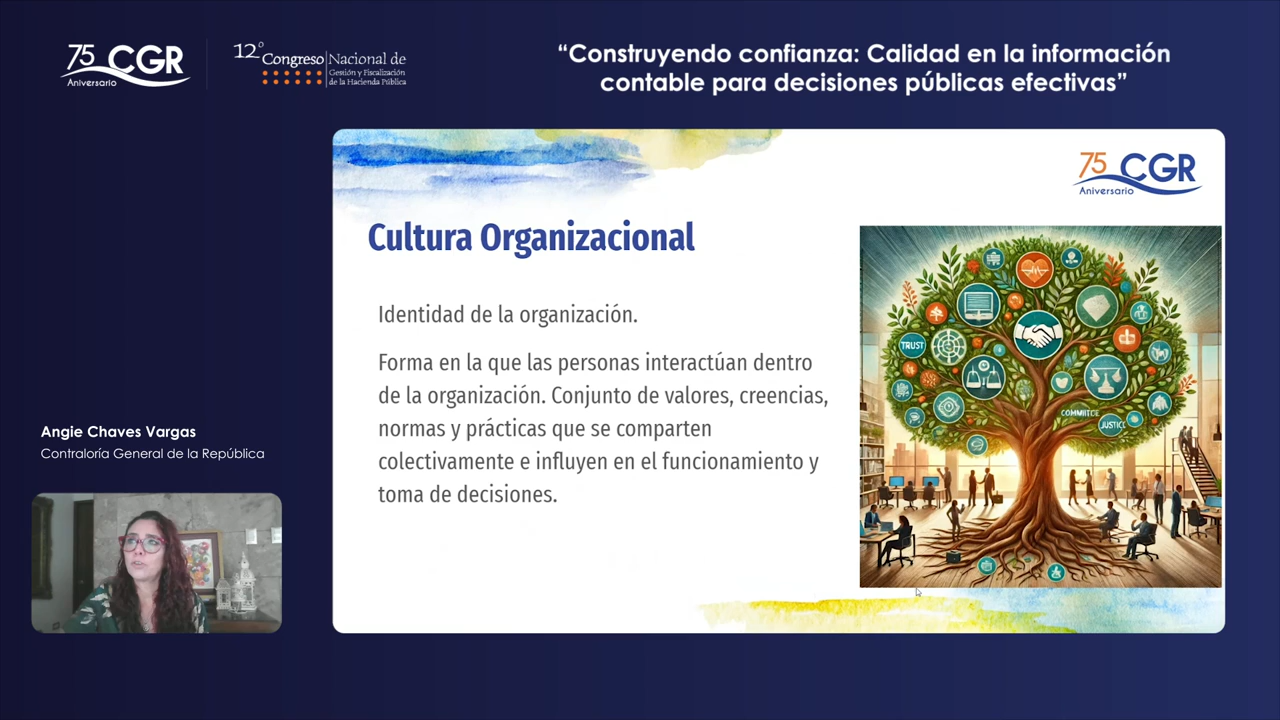 75 CGR
Aniversario
12° Congreso Nacional de
Gestión y Fiscalización
de la Hacienda Pública
“Construyendo confianza: Calidad en la información
contable para decisiones públicas efectivas”
75 CGR
Aniversario
Cultura Organizacional
Identidad de la organización.
Forma en la que las personas interactúan dentro
de la organización. Conjunto de valores, creencias,
normas y prácticas que se comparten
colectivamente e influyen en el funcionamiento y
toma de decisiones.
TRUST
JUSTIC
Angie Chaves Vargas
Contraloría General de la República